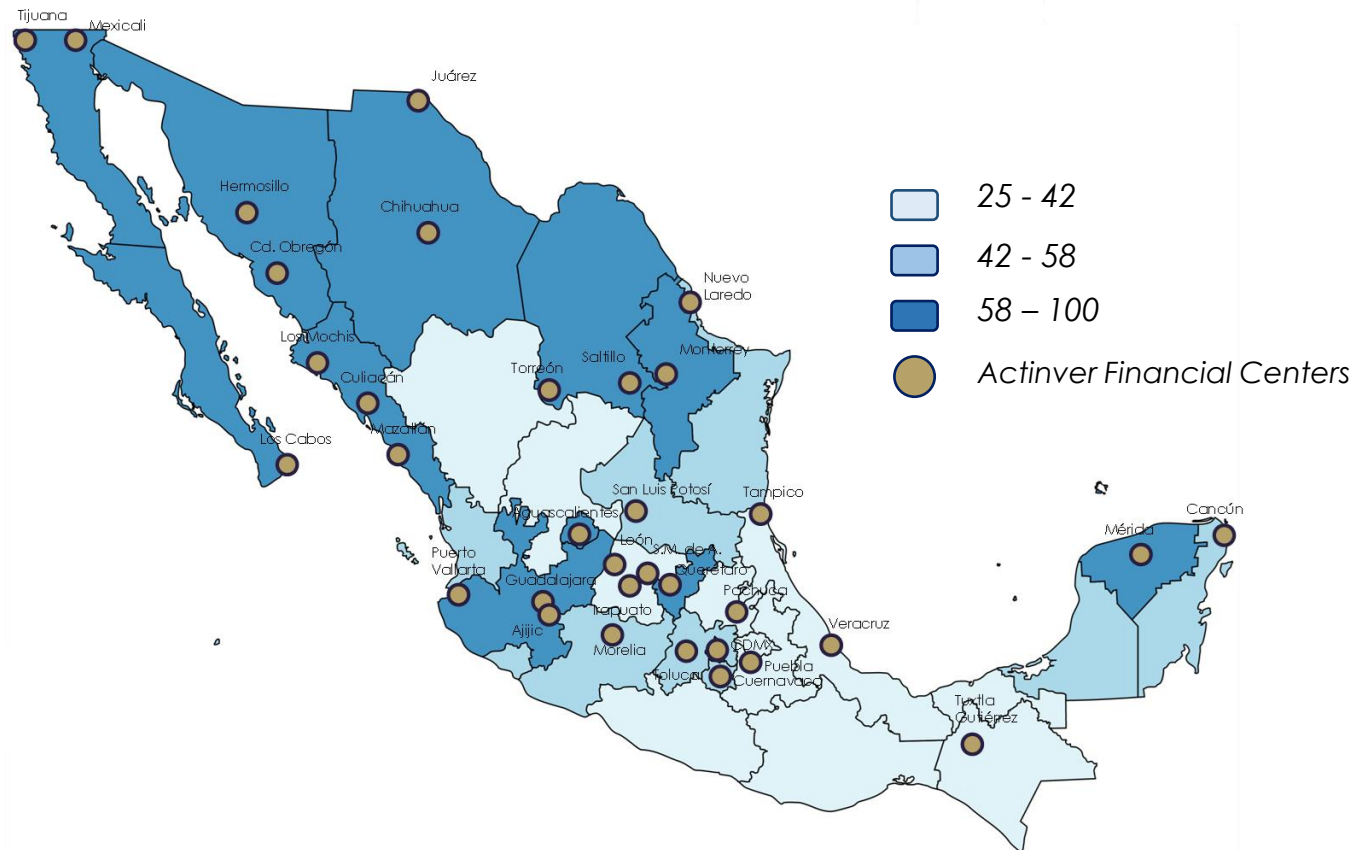 Tijuana
Mexicali
Juárez
Hermosillo
Chihuahua
Cd. Obregón
25 - 42
42 - 58
58 – 100
Actinver Financial Centers
Nuevo
Laredo
Los Mochis
Culiacán
Torreón
Saltillo
Monterrey
Los Cabos
Mazatlán
San Luis Potosí
Tampico
Cancún
Mérida
Aguascalientes
León
S.M. de A.
Querétaro
Puerto
Vallarta
Guadalajara
Irapuato
Pachuca
Ajijic
Morelia
Veracruz
CDMX
Puebla
Toluca
Cuernavaca
Tuxtla
Gutiérrez